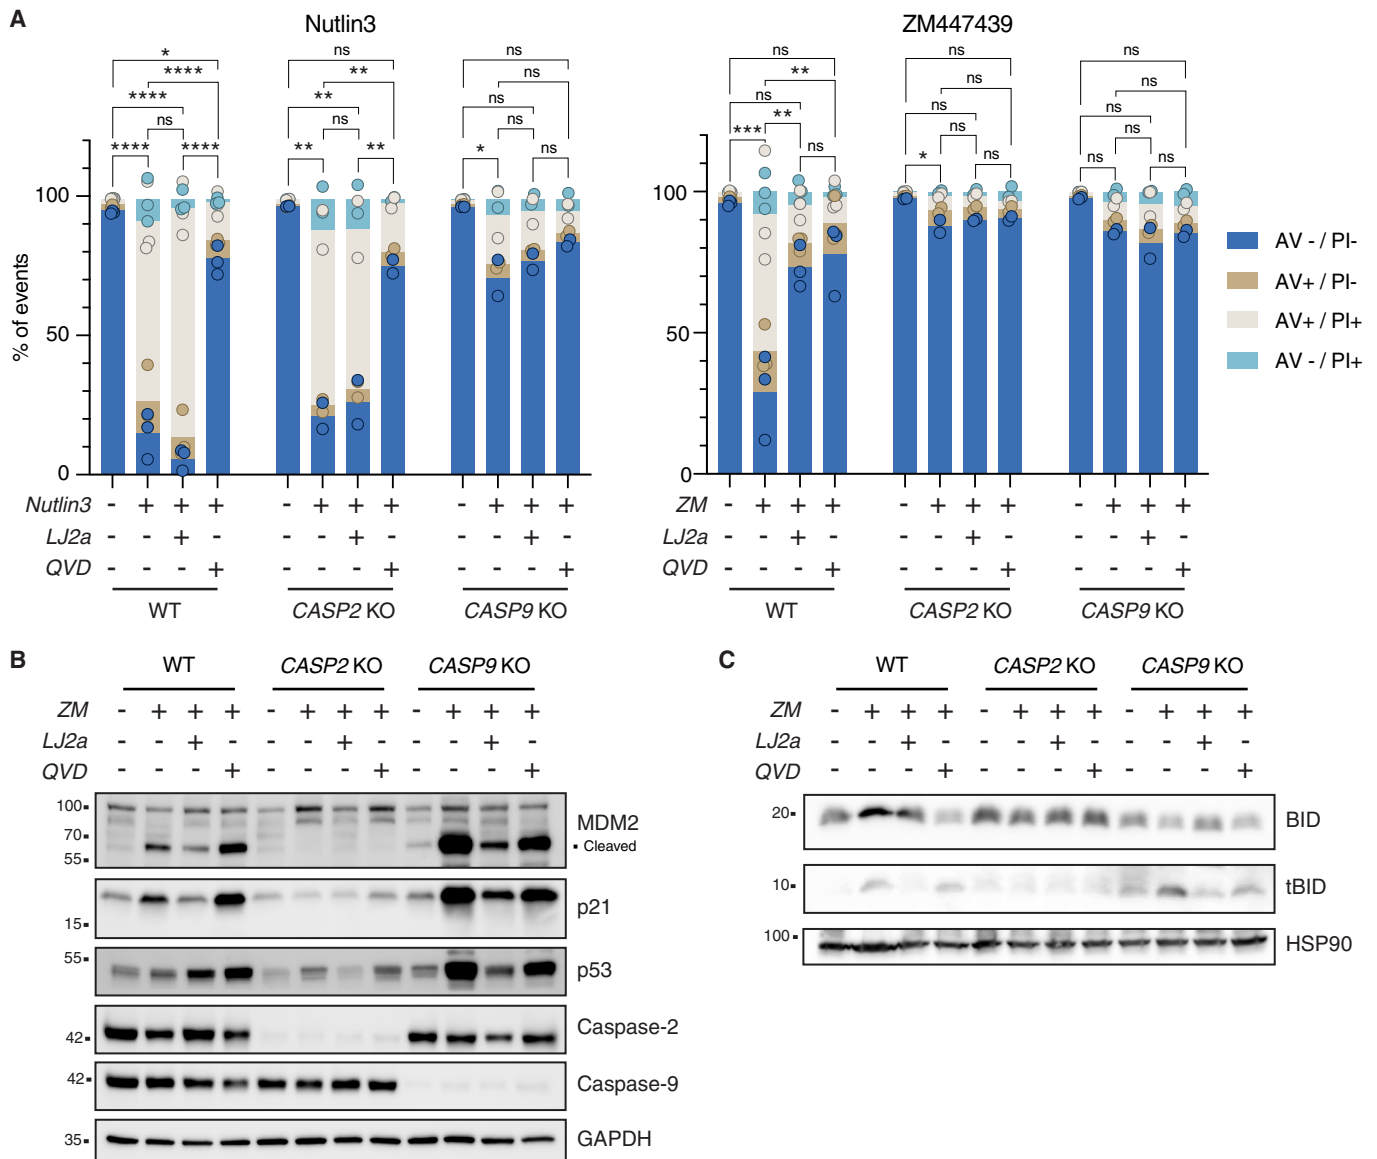 A
Nutlin3
ZM447439
* ns ns
**** ** ns
**** ** ns
ns ns ns
**** **** ** ** * ns
ns ns ns
** ns ns
ns ns ns
*** ** ns ns
ns * ns ns ns
% of events
100
50
0
100
50
0
AV - / PI-
AV+ / PI-
AV+ / PI+
AV - / PI+
Nutlin3 - + + + - + + + - + + +
LJ2a - - + - - - + - - - + -
QVD - - - + - - - + - - - +
WT CASP2 KO CASP9 KO
ZM - + + + - + + + - + + +
LJ2a - - + - - - + - - - + -
QVD - - - + - - - + - - - +
WT CASP2 KO CASP9 KO
B
WT CASP2 KO CASP9 KO
ZM - + + + - + + + - + + +
LJ2a - - + - - - + - - - + -
QVD - - - + - - - + - - - +
100
70
55
MDM2
Cleaved
15
p21
55
p53
42
Caspase-2
42
Caspase-9
35
GAPDH
C
WT CASP2 KO CASP9 KO
ZM - + + + - + + + - + + +
LJ2a - - + - - - + - - - + -
QVD - - - + - - - + - - - +
20
BID
10
tBID
100
HSP90